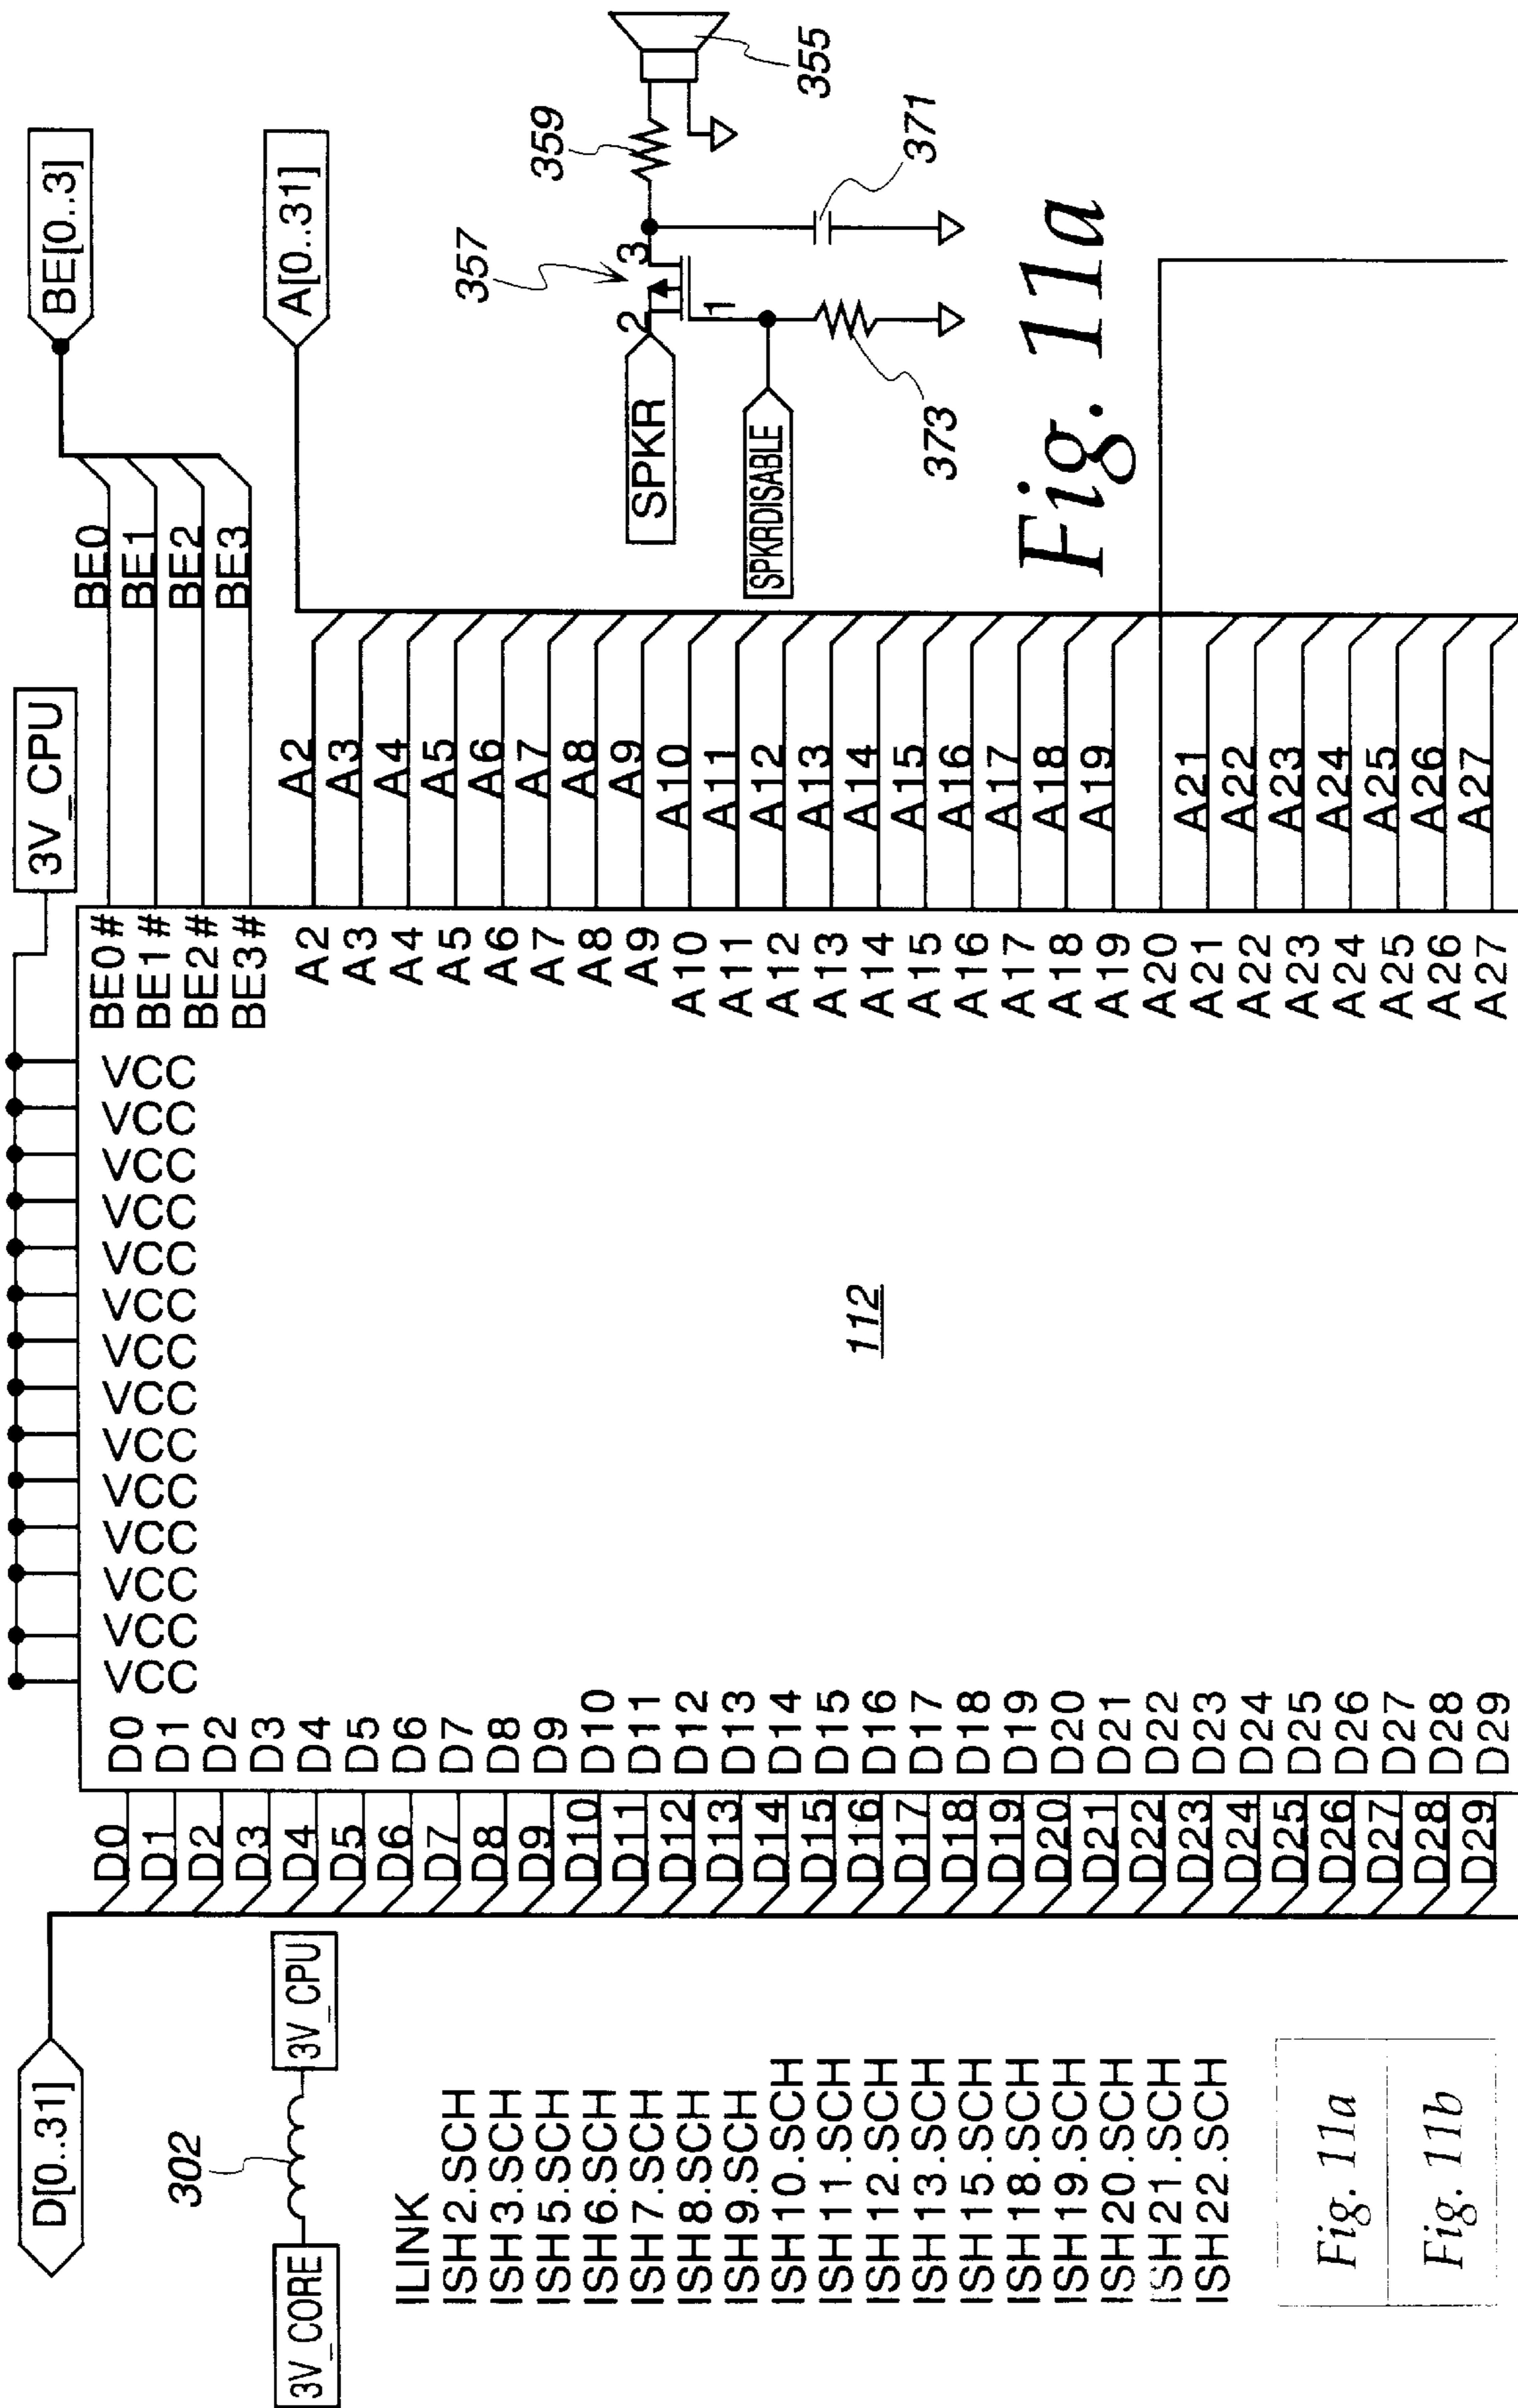 D[0..31]
302
3V_CORE
3V_CPU
ILINK
ISH2.SCH
ISH3.SCH
ISH5.SCH
ISH6.SCH
ISH7.SCH
ISH8.SCH
ISH9.SCH
ISH10.SCH
ISH11.SCH
ISH12.SCH
ISH13.SCH
ISH15.SCH
ISH18.SCH
ISH19.SCH
ISH20.SCH
ISH21.SCH
ISH22.SCH
Fig. 11a
Fig. 11b
D0
D1
D2
D3
D4
D5
D6
D7
D8
D9
D10
D11
D12
D13
D14
D15
D16
D17
D18
D19
D20
D21
D22
D23
D24
D25
D26
D27
D28
D29
D0
D1
D2
D3
D4
D5
D6
D7
D8
D9
D10
D11
D12
D13
D14
D15
D16
D17
D18
D19
D20
D21
D22
D23
D24
D25
D26
D27
D28
D29
VCC
VCC
VCC
VCC
VCC
VCC
VCC
VCC
VCC
VCC
VCC
VCC
VCC
VCC
112
3V_CPU
BE0#
BE1#
BE2#
BE3#
A2
A3
A4
A5
A6
A7
A8
A9
A10
A11
A12
A13
A14
A15
A16
A17
A18
A19
A20
A21
A22
A23
A24
A25
A26
A27
BE0
BE1
BE2
BE3
A2
A3
A4
A5
A6
A7
A8
A9
A10
A11
A12
A13
A14
A15
A16
A17
A18
A19
A21
A22
A23
A24
A25
A26
A27
BE[0..3]
A[0..31]
357
359
355
SPKR
2
3
1
SPKRDISABLE
371
373
Fig. 11a